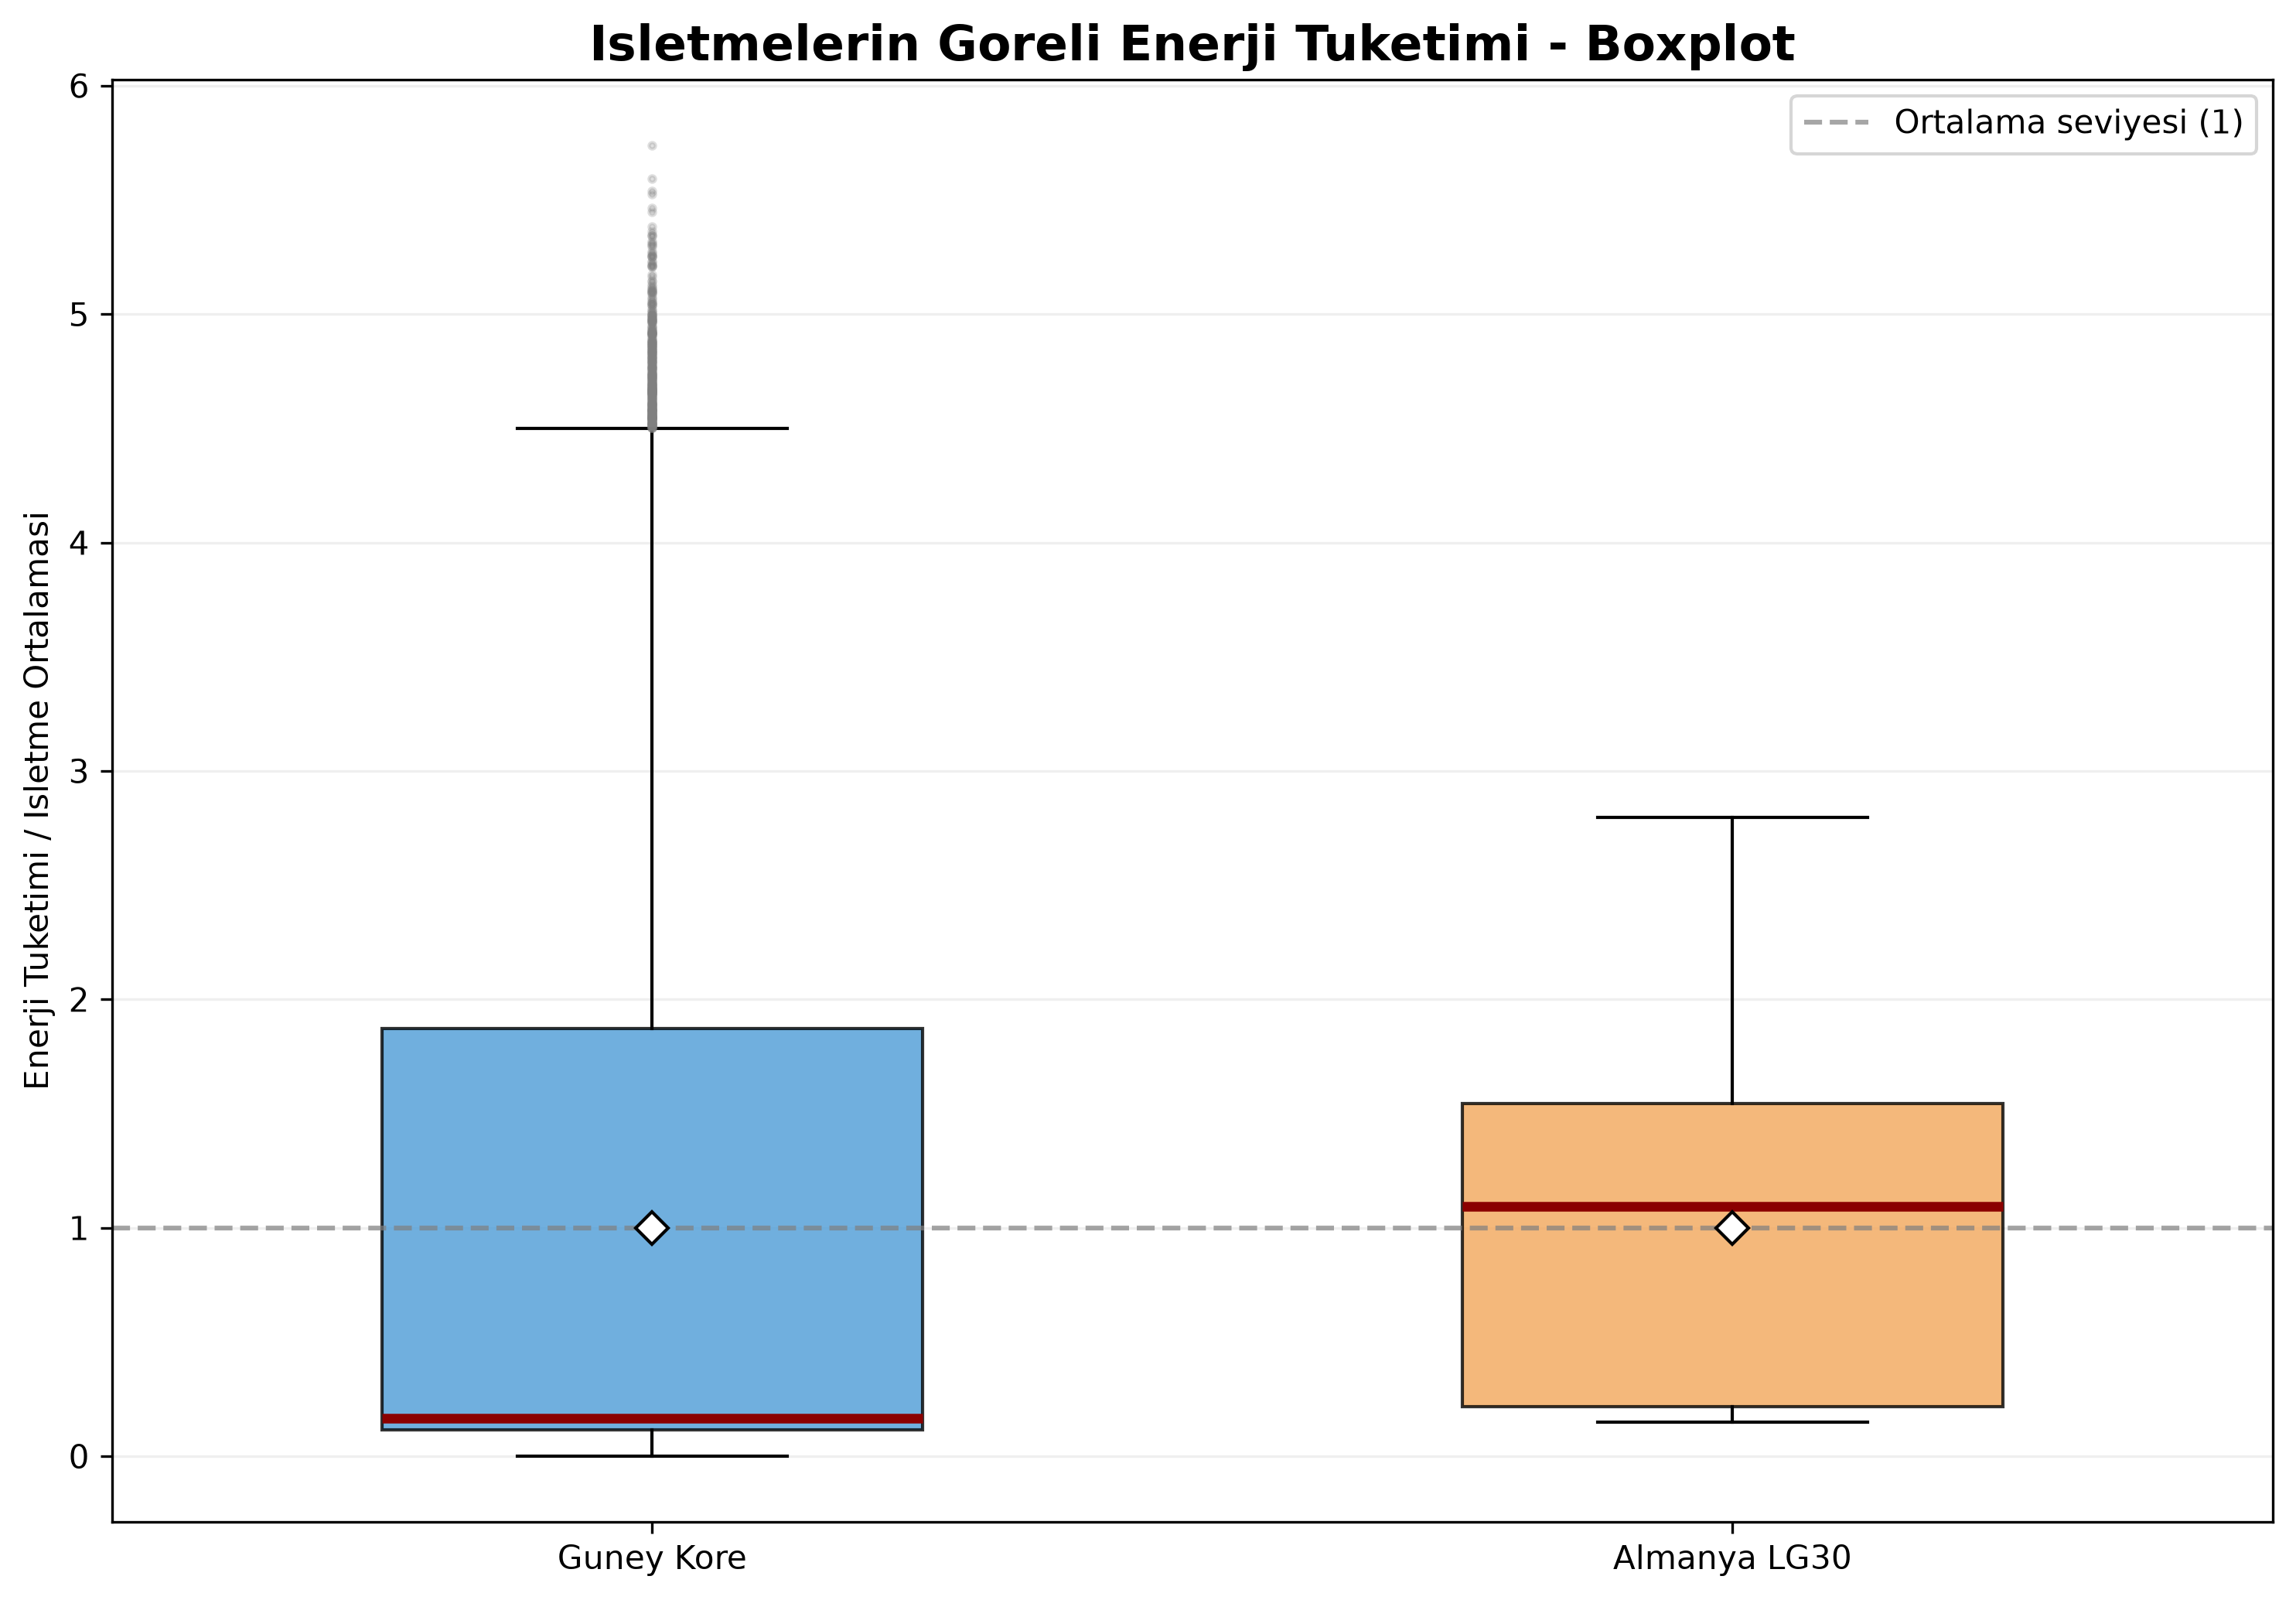 Isletmelerin Goreli Enerji Tuketimi - Boxplot
Ortalama seviyesi (1)
Enerji Tuketimi / Isletme Ortalamasi
6
5
4
3
2
1
0
Guney Kore
Almanya LG30